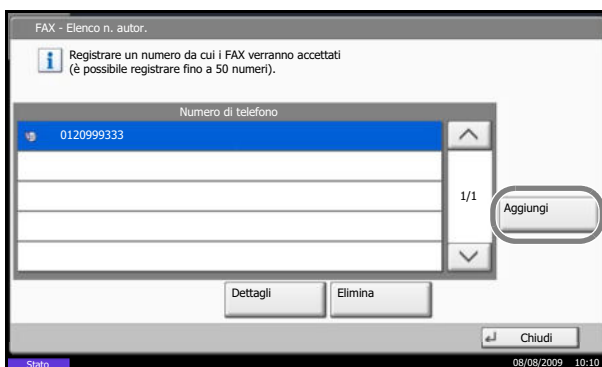 FAX - Elenco n. autor.
Registrare un numero da cui i FAX verranno accettati
(è possibile registrare fino a 50 numeri).
Numero di telefono
0120999333
1/1
Aggiungi
Dettagli
Elimina
Chiudi
Stato
08/08/2009 10:10